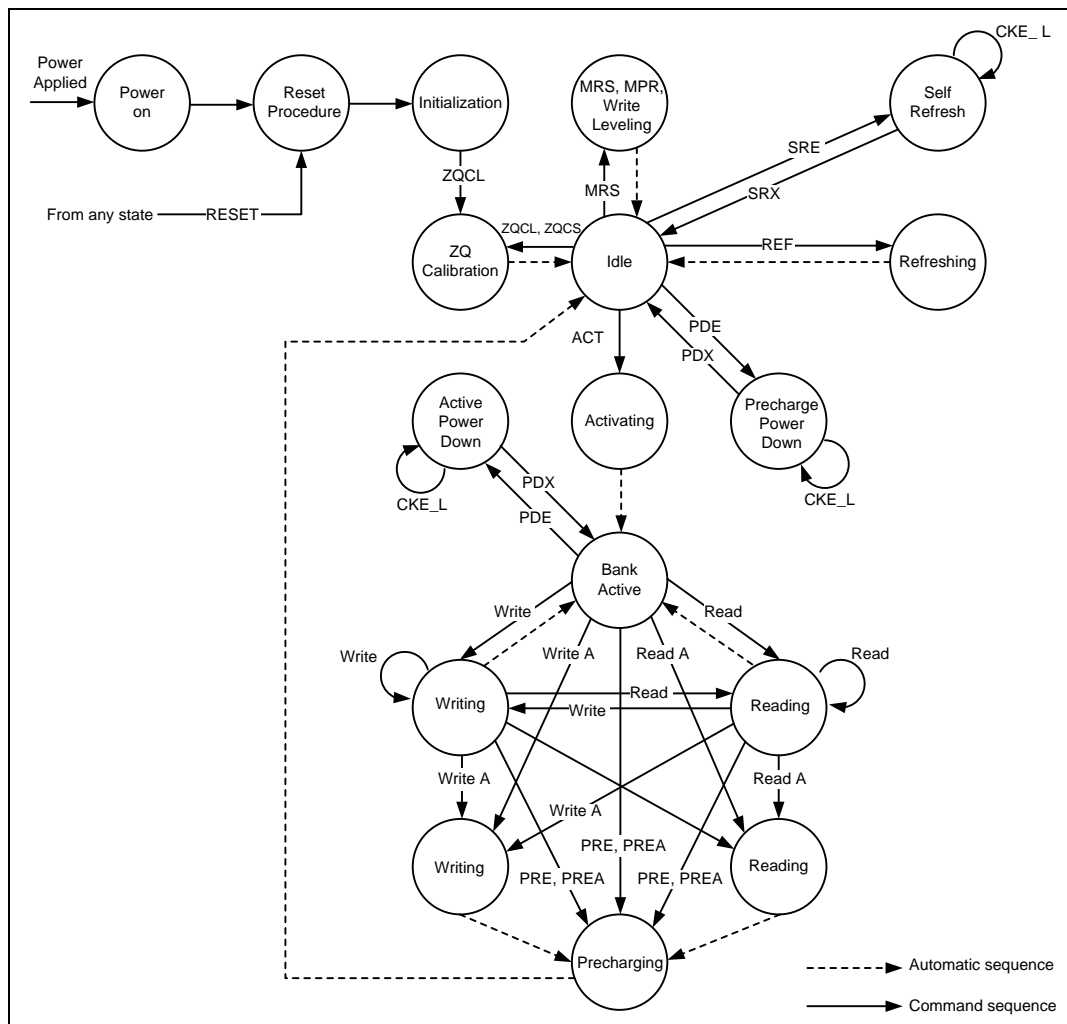 CKE_ L
Power
Applied
Power
on
Reset
Procedure
Initialization
MRS, MPR,
Write
Leveling
Self
Refresh
SRE
ZQCL
MRS
SRX
From any state
RESET
ZQCL, ZQCS
REF
ZQ
Calibration
Idle
Refreshing
PDE
ACT
PDX
Active
Power
Down
Activating
Precharge
Power
Down
PDX
CKE_L
CKE_L
PDE
Bank
Active
Write
Read
Write
Write A
Read A
Read
Read
Writing
Write
Reading
Write A
Read A
Write A
PRE, PREA
Writing
Reading
PRE, PREA
PRE, PREA
Precharging
Automatic sequence
Command sequence